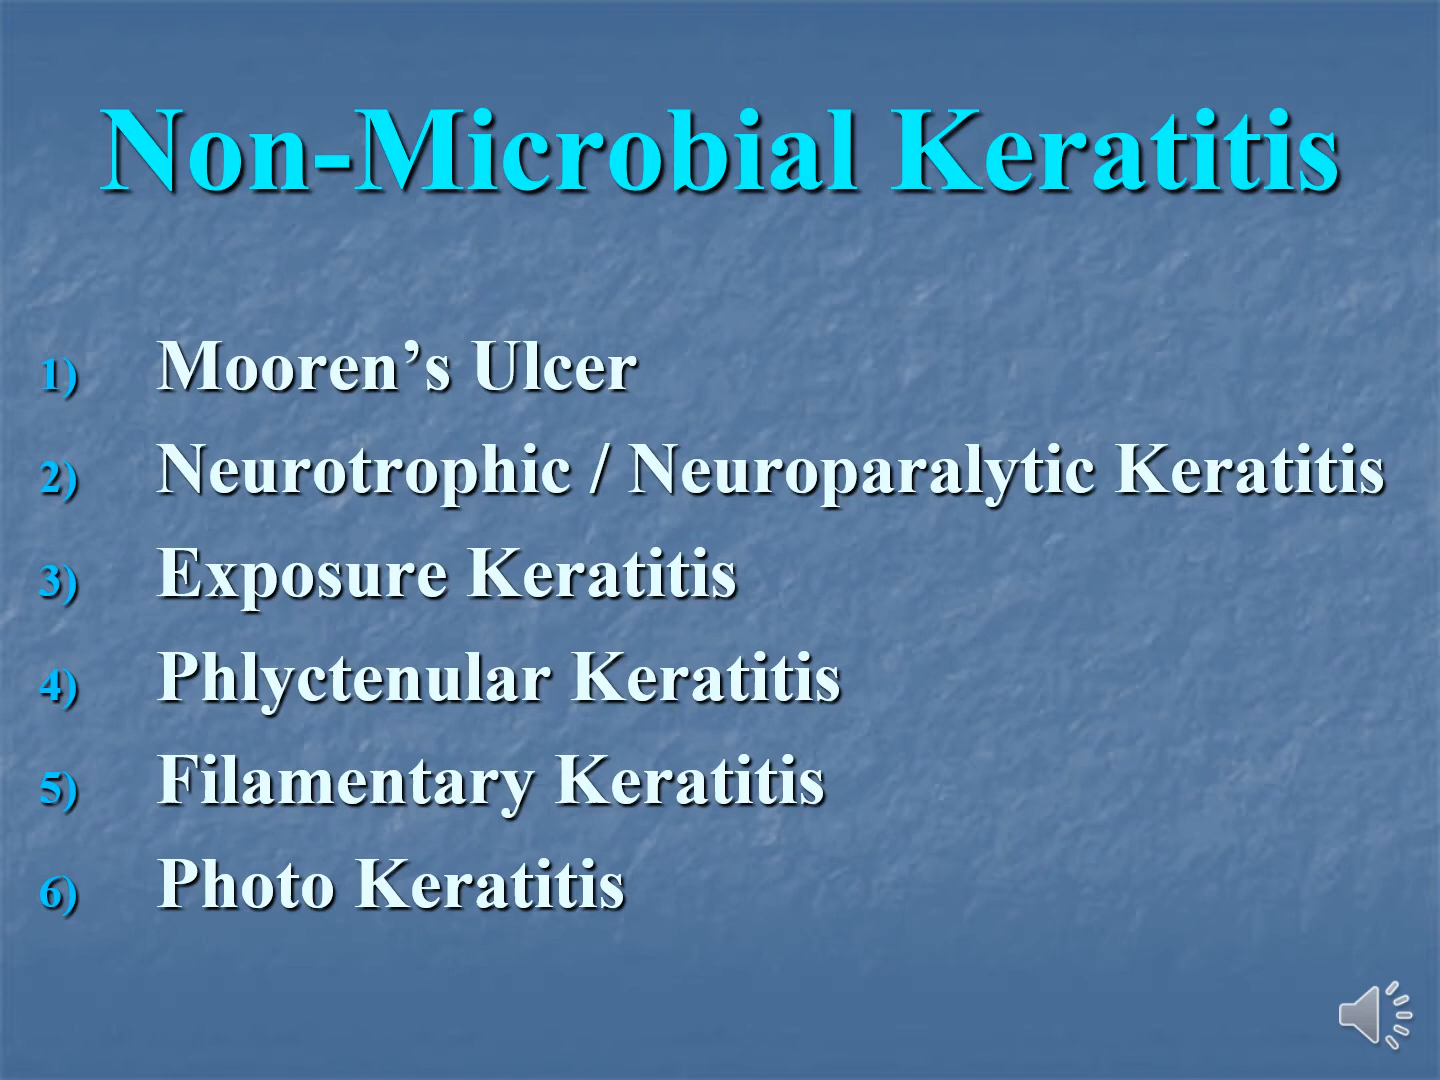 Non-Microbial Keratitis
1) Mooren’s Ulcer
2) Neurotrophic / Neuroparalytic Keratitis
3) Exposure Keratitis
4) Phlyctenular Keratitis
5) Filamentary Keratitis
6) Photo Keratitis